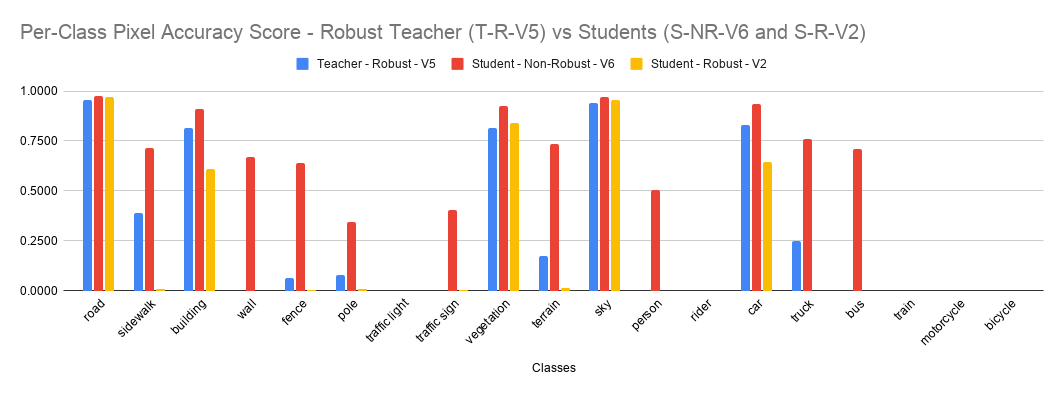 Per-Class Pixel Accuracy Score - Robust Teacher (T-R-V5) vs Students (S-NR-V6 and S-R-V2)
Teacher - Robust - V5 Student - Non-Robust - V6 Student - Robust - V2
1.0000
0.7500
0.5000
0.2500
0.0000
road
sidewalk
building
wall
fence
pole
traffic light
traffic sign
vegetation
terrain
sky
person
rider
car
truck
bus
train
motorcycle
bicycle
Classes